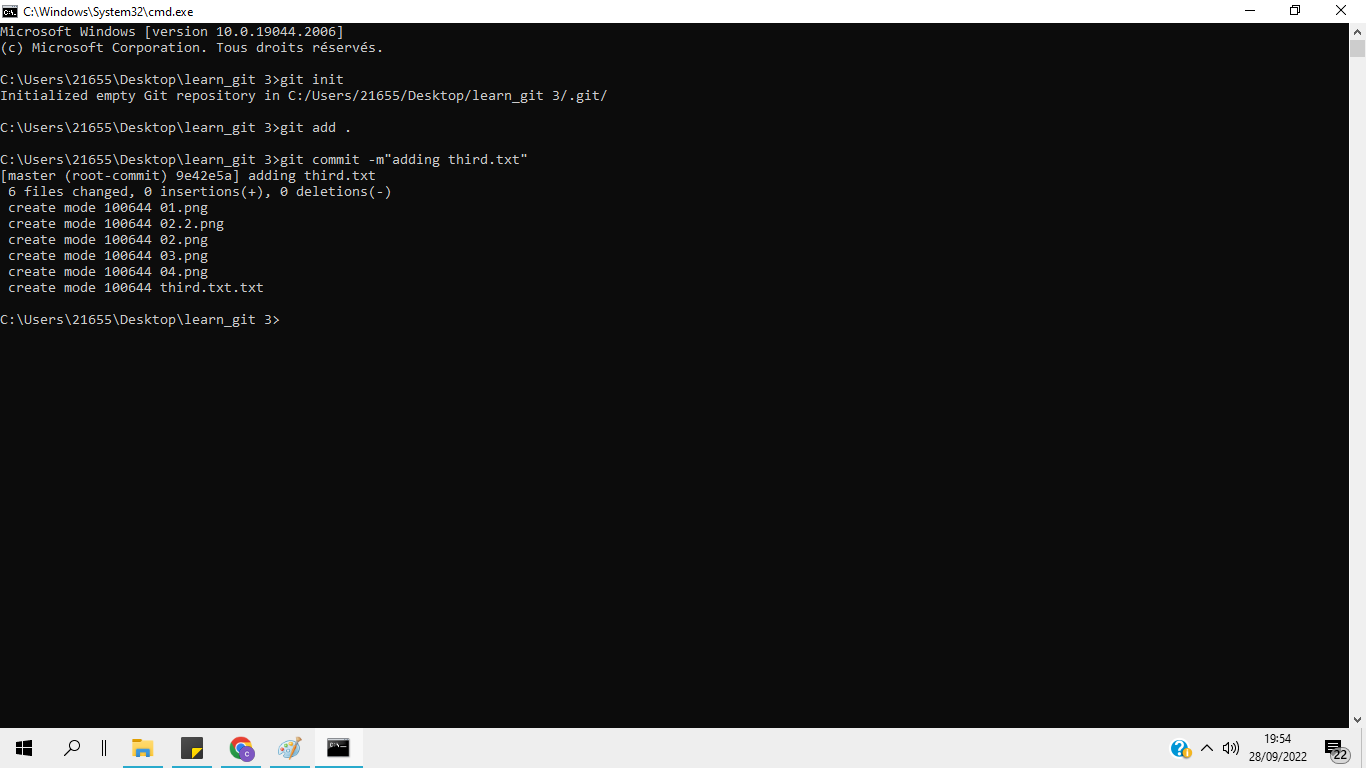 C:\Windows\System32\cmd.exe
Microsoft Windows [version 10.0.19044.2006]
(c) Microsoft Corporation. Tous droits réservés.
C:\Users\21655\Desktop\learn_git 3>git init
Initialized empty Git repository in C:/Users/21655/Desktop/learn_git 3/.git/
C:\Users\21655\Desktop\learn_git 3>git add .
C:\Users\21655\Desktop\learn_git 3>git commit -m"adding third.txt"
[master (root-commit) 9e42e5a] adding third.txt
 6 files changed, 0 insertions(+), 0 deletions(-)
 create mode 100644 01.png
 create mode 100644 02.2.png
 create mode 100644 02.png
 create mode 100644 03.png
 create mode 100644 04.png
 create mode 100644 third.txt.txt
C:\Users\21655\Desktop\learn_git 3>
19:54
28/09/2022
22